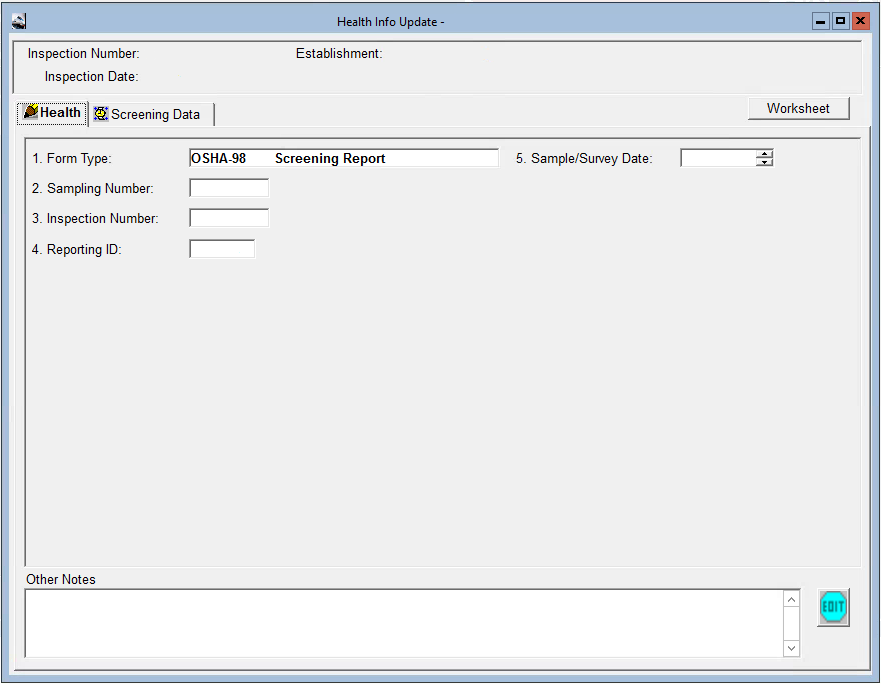 Health Info Update -
Inspection Number: Establishment:
Inspection Date:
Health Screening Data Worksheet
1. Form Type: OSHA-98 Screening Report 5. Sample/Survey Date:
2. Sampling Number:
3. Inspection Number:
4. Reporting ID:
Other Notes
EDIT